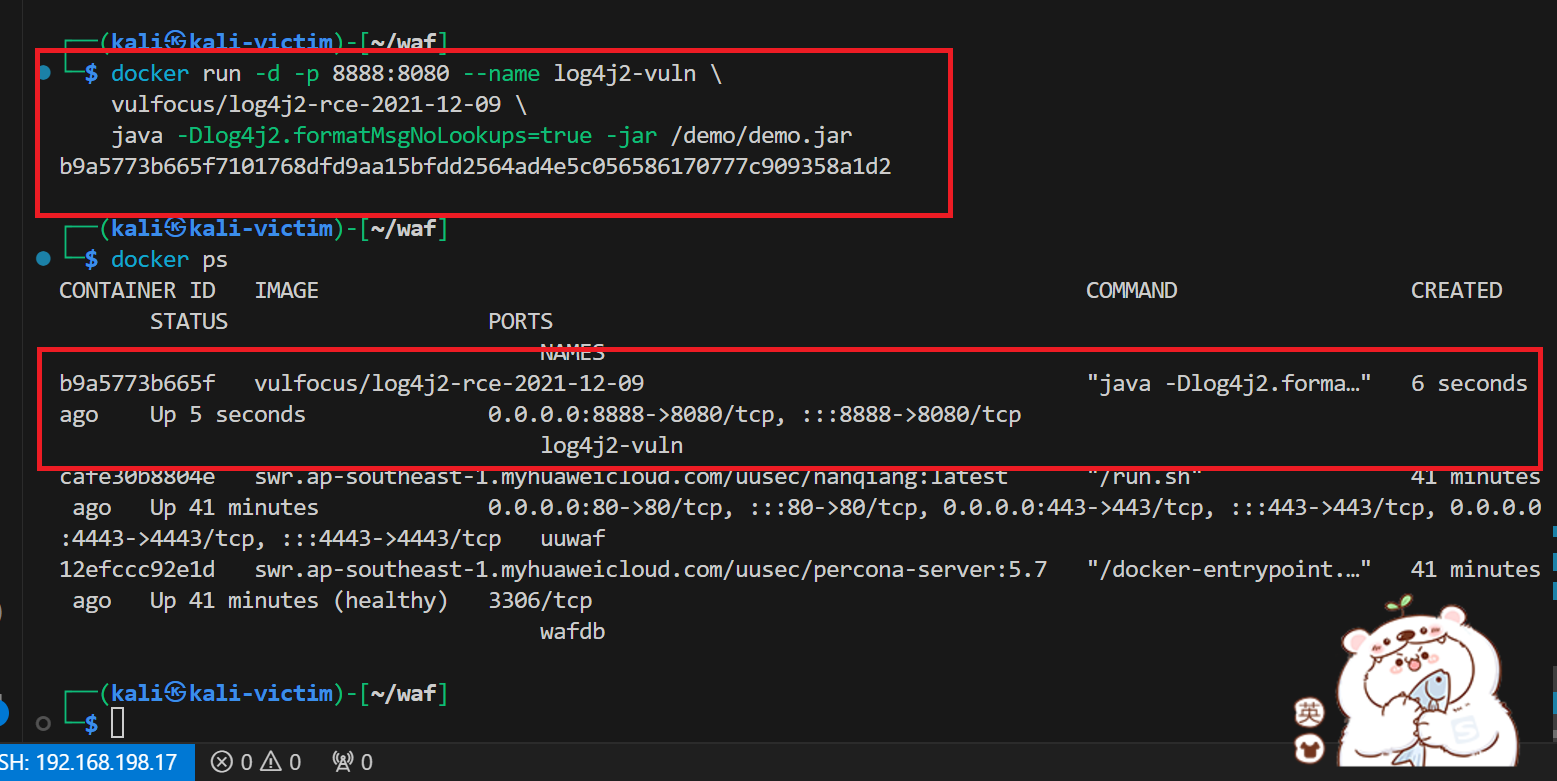 ┌──(kali㉿kali-victim)-[~/waf]
└─$ docker run -d -p 8888:8080 --name log4j2-vuln \
vulfocus/log4j2-rce-2021-12-09 \
java -Dlog4j2.formatMsgNoLookups=true -jar /demo/demo.jar
b9a5773b665f7101768dfd9aa15bfdd2564ad4e5c056586170777c909358a1d2
┌──(kali㉿kali-victim)-[~/waf]
└─$ docker ps
CONTAINER ID   IMAGE   COMMAND   CREATED
STATUS   PORTS
NAMES
b9a5773b665f   vulfocus/log4j2-rce-2021-12-09   "java -Dlog4j2.forma…"   6 seconds
ago   Up 5 seconds   0.0.0.0:8888->8080/tcp, :::8888->8080/tcp
log4j2-vuln
cafe30b8804e   swr.ap-southeast-1.myhuaweicloud.com/uusec/nanqiang:latest   "/run.sh"   41 minutes
ago   Up 41 minutes   0.0.0.0:80->80/tcp, :::80->80/tcp, 0.0.0.0:443->443/tcp, :::443->443/tcp, 0.0.0.0
:4443->4443/tcp, :::4443->4443/tcp   uuwaf
12efccc92e1d   swr.ap-southeast-1.myhuaweicloud.com/uusec/percona-server:5.7   "/docker-entrypoint.…"   41 minutes
ago   Up 41 minutes (healthy)   3306/tcp
wafdb
┌──(kali㉿kali-victim)-[~/waf]
└─$
英
S
SH: 192.168.198.17   0   0   0